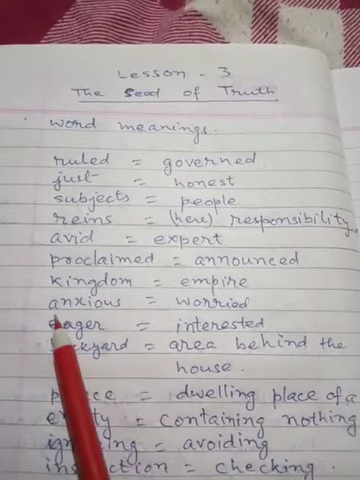 Lesson - 3
The Seed of Truth
word meanings.
ruled = governed
just = honest
subjects = people
reins = (here) responsibility
avid = expert
proclaimed = announced
kingdom = empire
anxious = worried
eager = interested
= area behind the
house.
= dwelling place of a
= containing nothing
= avoiding
= checking.